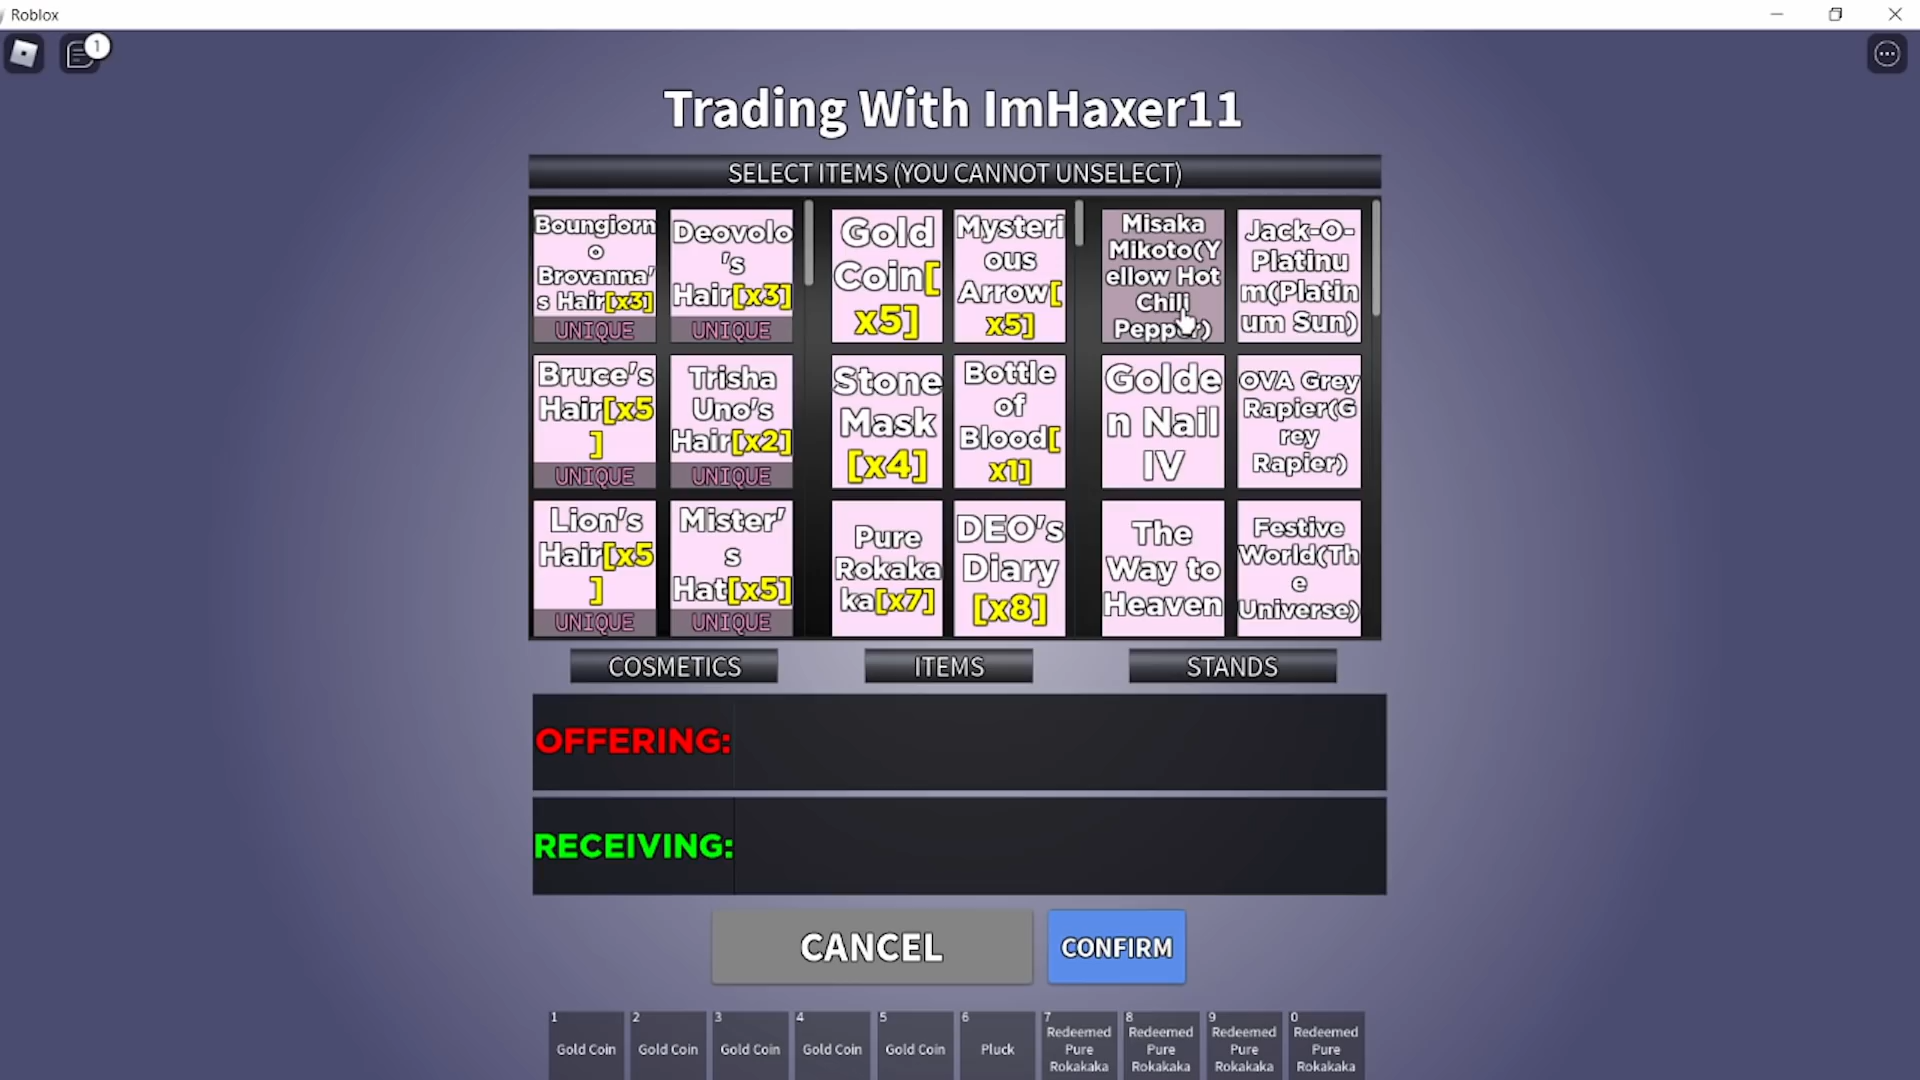 Roblox
1
Trading With ImHaxer11
SELECT ITEMS (YOU CANNOT UNSELECT)
Boungiorn
o
Brovanna'
s Hair[x3]
UNIQUE
Deovolo
's
Hair[x3]
UNIQUE
Gold
Coin[
x5]
Mysteri
ous
Arrow[
x5]
Misaka
Mikoto(Y
ellow Hot
Chili
Pepper)
Jack-O-
Platinu
m(Platin
um Sun)
Bruce's
Hair[x5
]
UNIQUE
Trisha
Uno's
Hair[x2]
UNIQUE
Stone
Mask
[x4]
Bottle
of
Blood[
x1]
Golde
n Nail
IV
OVA Grey
Rapier(G
rey
Rapier)
Lion's
Hair[x5
]
UNIQUE
Mister'
s
Hat[x5]
UNIQUE
Pure
Rokaka
ka[x7]
DEO's
Diary
[x8]
The
Way to
Heaven
Festive
World(Th
e
Universe)
COSMETICS
ITEMS
STANDS
OFFERING:
RECEIVING:
CANCEL
CONFIRM
1
Gold Coin
2
Gold Coin
3
Gold Coin
4
Gold Coin
5
Gold Coin
6
Pluck
7
Redeemed
Pure
Rokakaka
8
Redeemed
Pure
Rokakaka
9
Redeemed
Pure
Rokakaka
0
Redeemed
Pure
Rokakaka